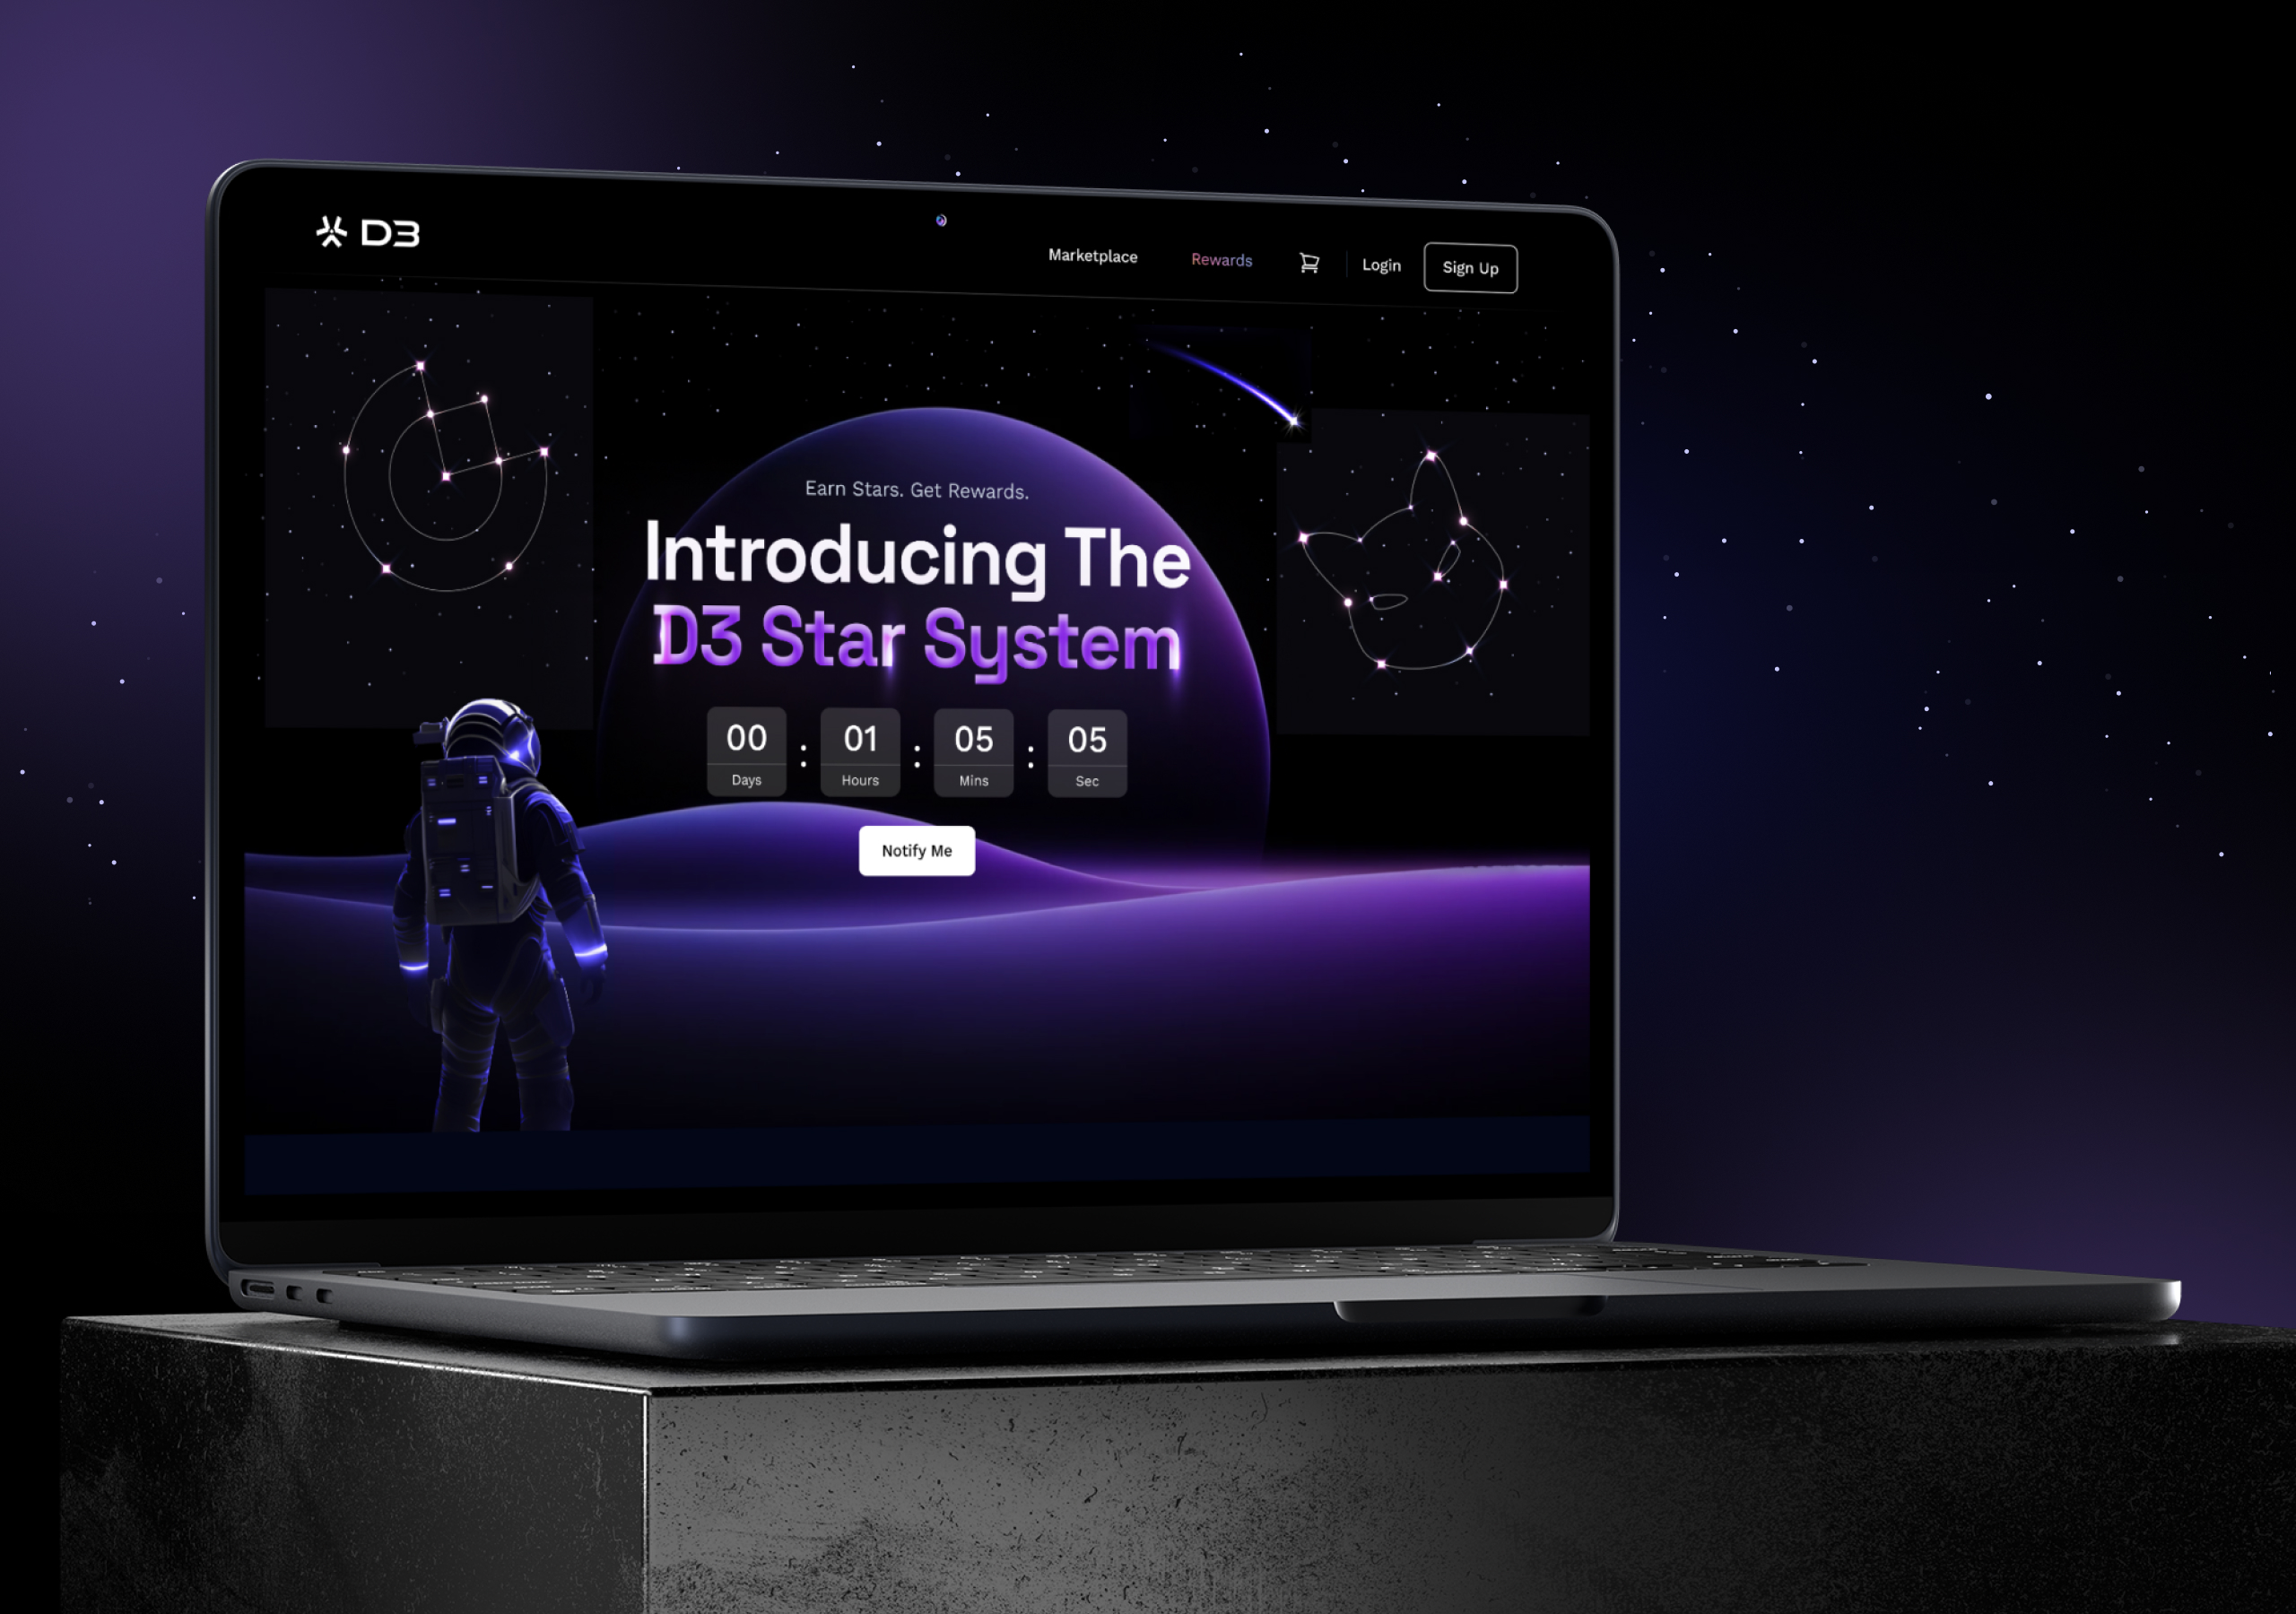 D3
Marketplace
Rewards
Login
Sign Up
Earn Stars. Get Rewards.
Introducing The
D3 Star System
00 : 01 : 05 : 05
Days Hours Mins Sec
Notify Me